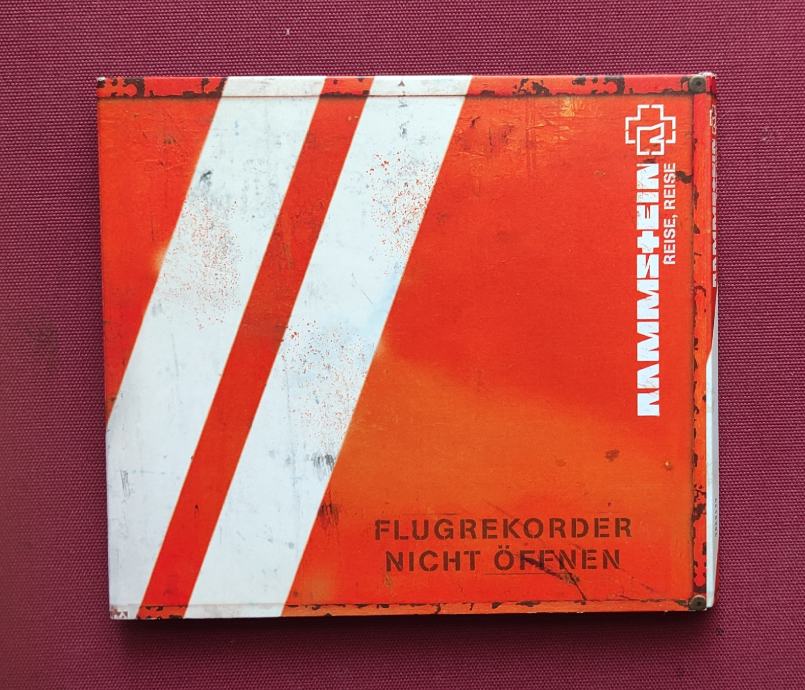 RAMMSTEIN
REISE, REISE
FLUGREKORDER
NICHT ÖFFNEN